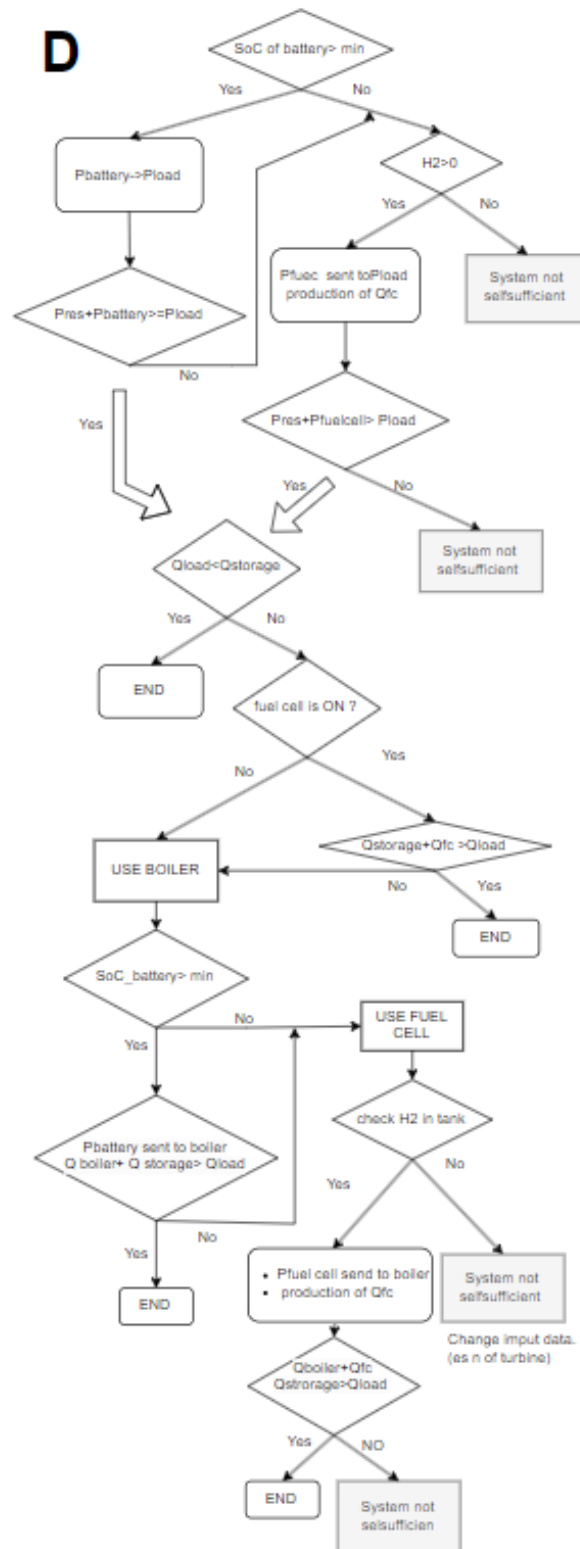 D
SoC of battery> min
Yes
No
Pbattery->Pload
H2>0
Yes
No
Pfuec sent toPload
production of Qfc
System not
selfsufficient
Pres+Pbattery>=Pload
No
Yes
Pres+Pfuelcell> Pload
Yes
No
System not
selfsufficient
Qload<Qstorage
Yes
No
END
fuel cell is ON ?
No
Yes
USE BOILER
Qstorage+Qfc >Qload
No
Yes
END
SoC_battery> min
No
Yes
USE FUEL
CELL
check H2 in tank
Pbattery sent to boiler
Q boiler+ Q storage> Qload
No
Yes
No
Yes
END
• Pfuel cell send to boiler
• production of Qfc
System not
selfsufficient
Change imput data.
(es n of turbine)
Qboiler+Qfc
Qstrorage>Qload
Yes
NO
END
System not
selsufficien